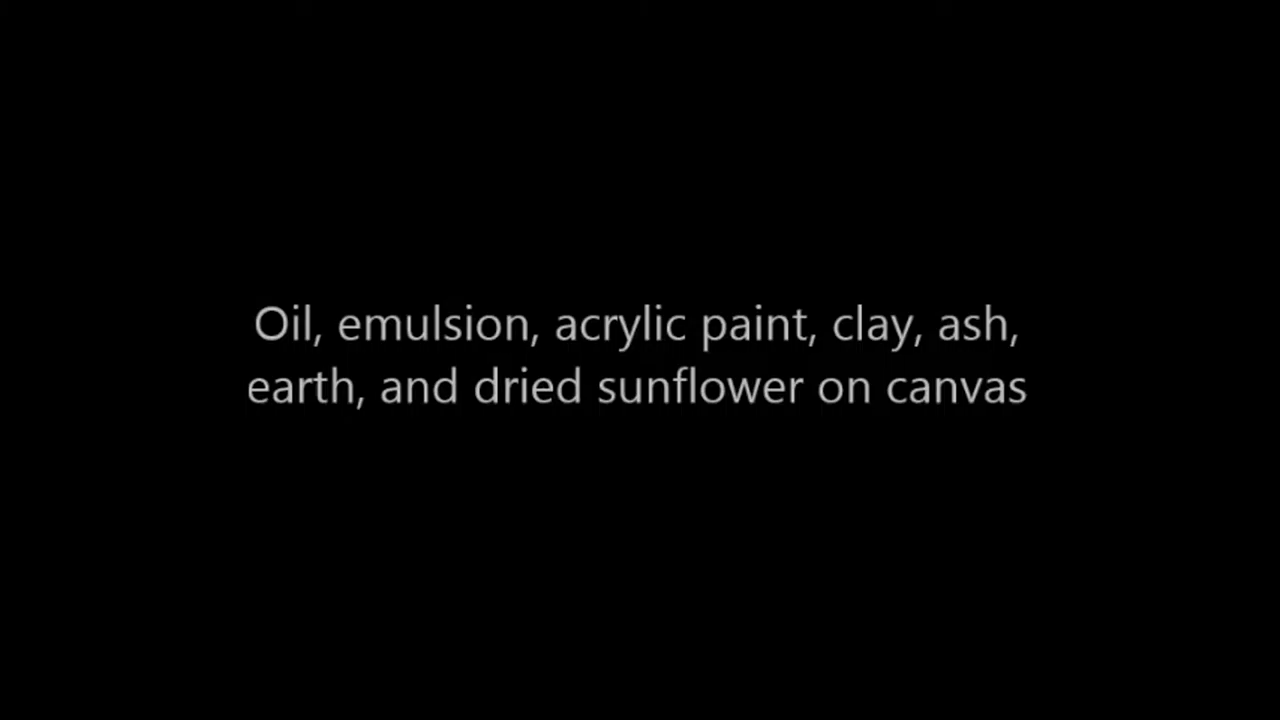 Oil, emulsion, acrylic paint, clay, ash,
earth, and dried sunflower on canvas